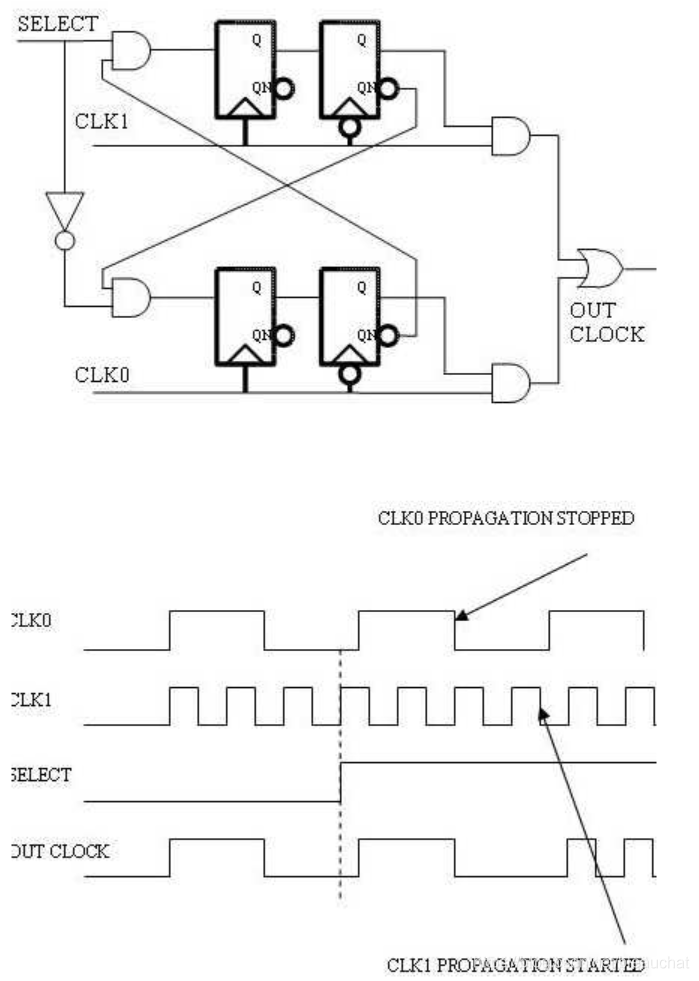 SELECT
Q
Q
QN
QN
CLK1
Q
Q
QN
QN
CLK0
OUT
CLOCK
CLK0 PROPAGATION STOPPED
CLK0
CLK1
SELECT
OUT CLOCK
CLK1 PROPAGATION STARTED